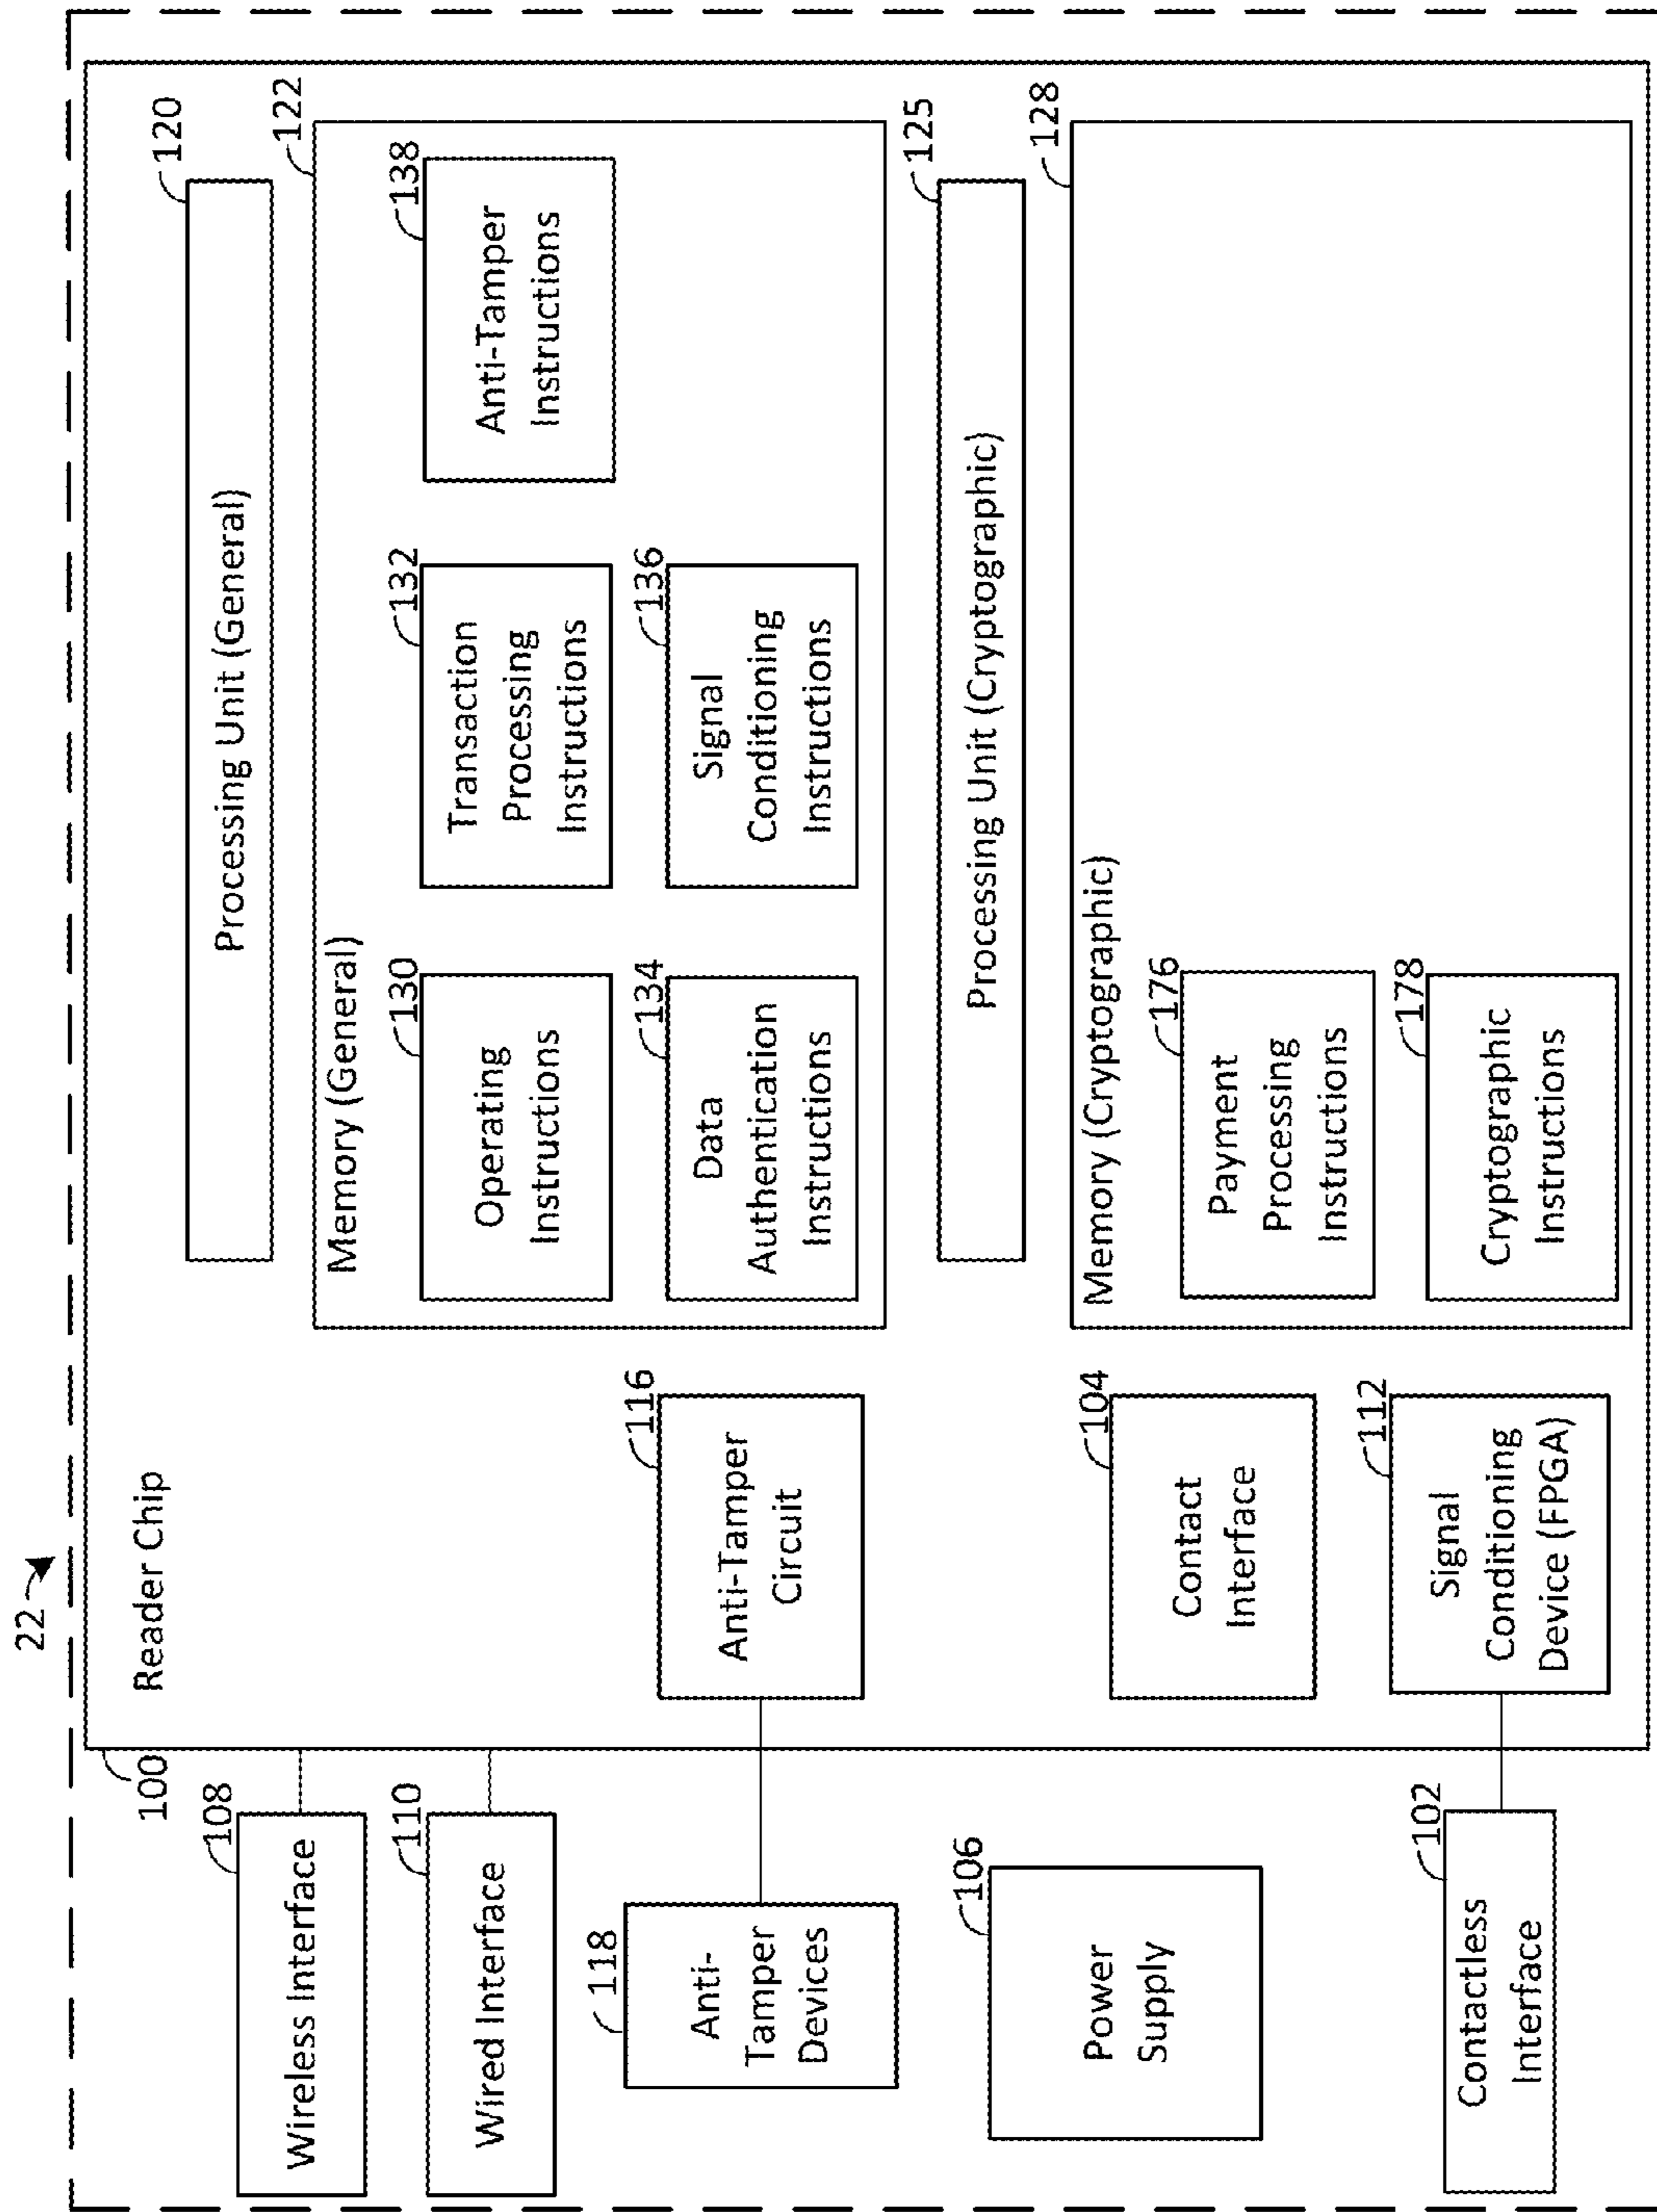 22
100
Reader Chip
108
Wireless Interface
110
Wired Interface
118
Anti-
Tamper
Devices
106
Power
Supply
102
Contactless
Interface
116
Anti-Tamper
Circuit
104
Contact
Interface
112
Signal
Conditioning
Device (FPGA)
120
Processing Unit (General)
122
Memory (General)
130
Operating
Instructions
132
Transaction
Processing
Instructions
138
Anti-Tamper
Instructions
134
Data
Authentication
Instructions
136
Signal
Conditioning
Instructions
125
Processing Unit (Cryptographic)
128
Memory (Cryptographic)
176
Payment
Processing
Instructions
178
Cryptographic
Instructions